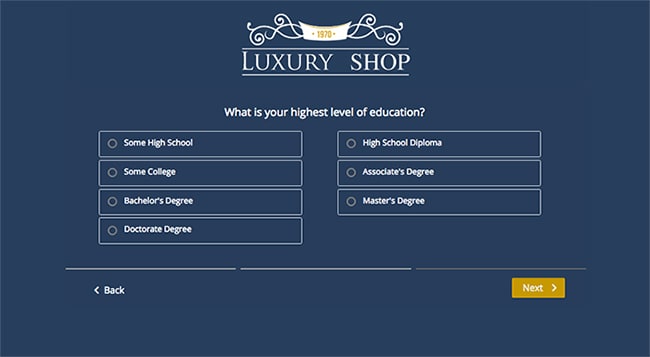 • 1970 •
LUXURY SHOP
What is your highest level of education?
Some High School
High School Diploma
Some College
Associate's Degree
Bachelor's Degree
Master's Degree
Doctorate Degree
Back
Next